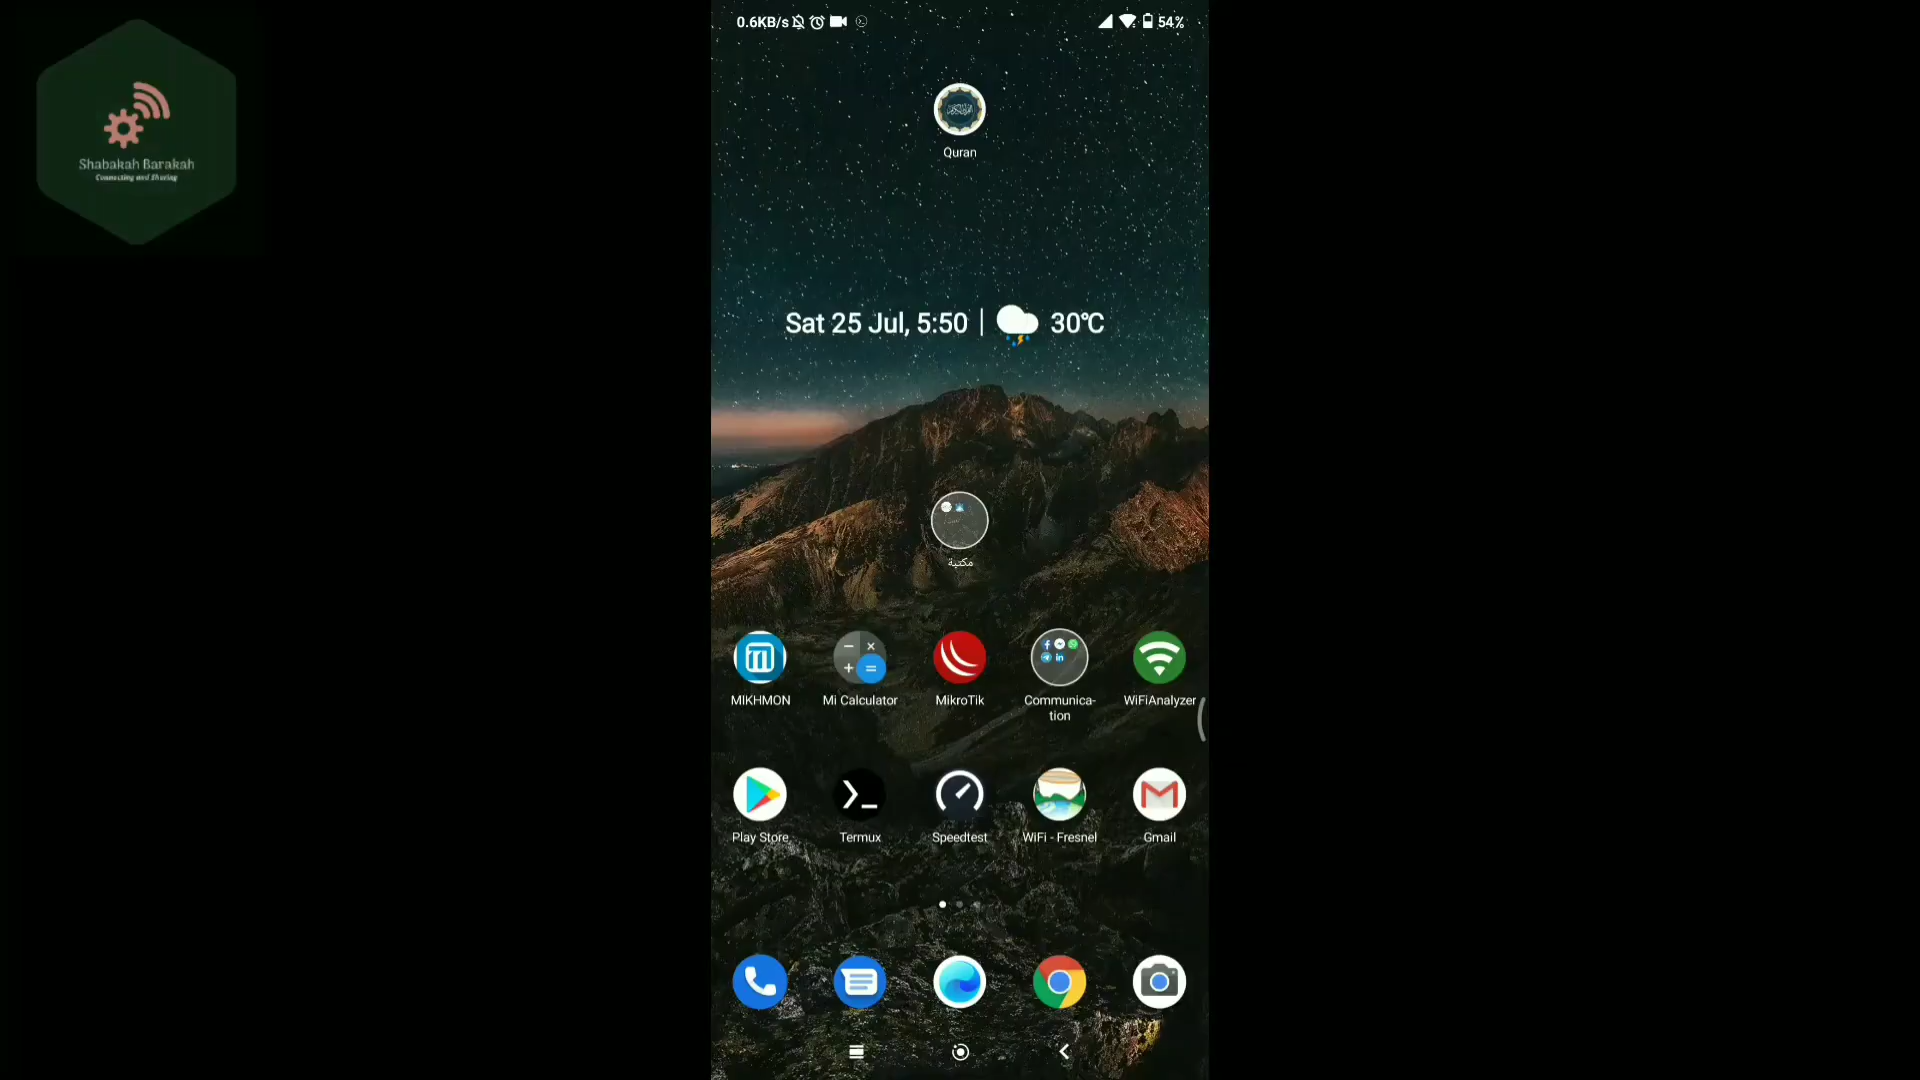 0.6KB/s
54%
Shabakah Barakah
Connecting and Sharing
Quran
Sat 25 Jul, 5:50 | 30°C
مكتبة
MIKHMON
Mi Calculator
MikroTik
Communica-
tion
WiFiAnalyzer
Play Store
Termux
Speedtest
WiFi - Fresnel
Gmail